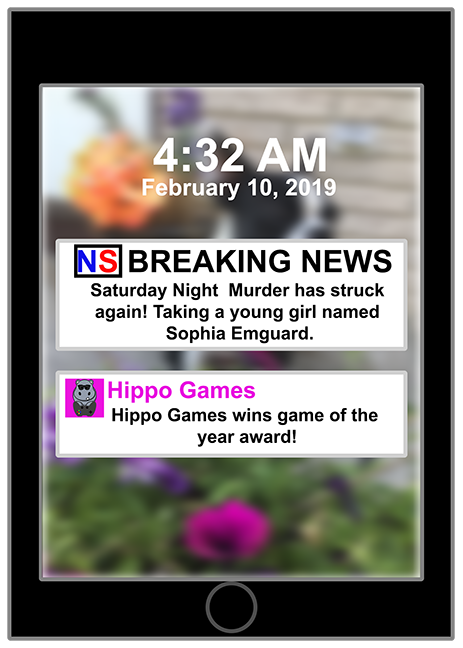 4:32 AM
February 10, 2019
NS BREAKING NEWS
Saturday Night  Murder has struck
again! Taking a young girl named
Sophia Emguard.
Hippo Games
Hippo Games wins game of the
year award!